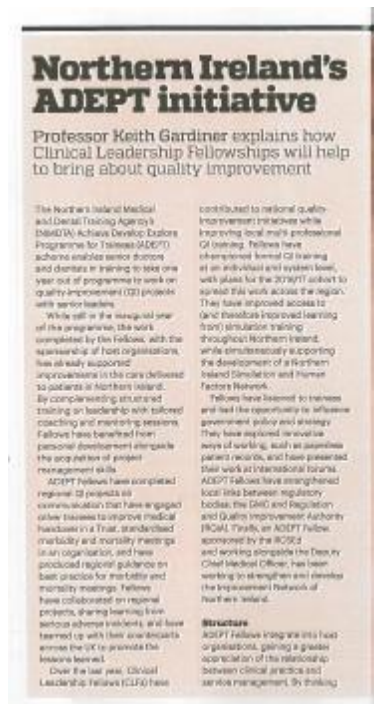 Northern Ireland's
ADEPT initiative
Professor Keith Gardiner explains how
Clinical Leadership Fellowships will help
to bring about quality improvement
The Northern Ireland Medical
and Dental Training Agency's
(NIMDTA) Achieve Develop Explore
Programme for Trainees (ADEPT)
scheme enables senior doctors
and dentists in training to take one
year out of programme to work on
quality improvement (QI) projects
with senior leaders.
While still in the inaugural year
of the programme, the work
completed by the Fellows, with the
sponsorship of host organisations,
has already supported
improvements in the care delivered
to patients in Northern Ireland.
By complementing structured
training on leadership with tailored
coaching and mentoring sessions,
Fellows have benefited from
personal development alongside
the acquisition of project
management skills.
ADEPT Fellows have completed
regional QI projects on
communication that have engaged
other trainees to improve medical
handovers in a Trust, standardised
morbidity and mortality meetings
in an organisation, and have
produced regional guidance on
best practice for morbidity and
mortality meetings. Fellows
have collaborated on regional
projects, sharing learning from
serious adverse incidents, and have
teamed up with their counterparts
across the UK to promote the
lessons learned.
Over the last year, Clinical
Leadership Fellows (CLFs) have
contributed to national quality
improvement initiatives while
improving local multi-professional
QI training. Fellows have
championed formal QI training
at an individual and system level,
with plans for the 2016/17 cohort to
spread this work across the region.
They have improved access to
(and therefore improved learning
from) simulation training
throughout Northern Ireland,
while simultaneously supporting
the development of a Northern
Ireland Simulation and Human
Factors Network.
Fellows have listened to trainees
and had the opportunity to influence
government policy and strategy.
They have explored innovative
ways of working, such as paperless
patient records, and have presented
their work at international forums.
ADEPT Fellows have strengthened
local links between regulatory
bodies, the GMC and Regulation
and Quality Improvement Authority
(RQIA). Finally, an ADEPT Fellow,
sponsored by the RCSEd
and working alongside the Deputy
Chief Medical Officer, has been
working to strengthen and develop
the Improvement Network of
Northern Ireland.
Structure
ADEPT Fellows integrate into host
organisations, gaining a greater
appreciation of the relationship
between clinical practice and
service management. By thinking